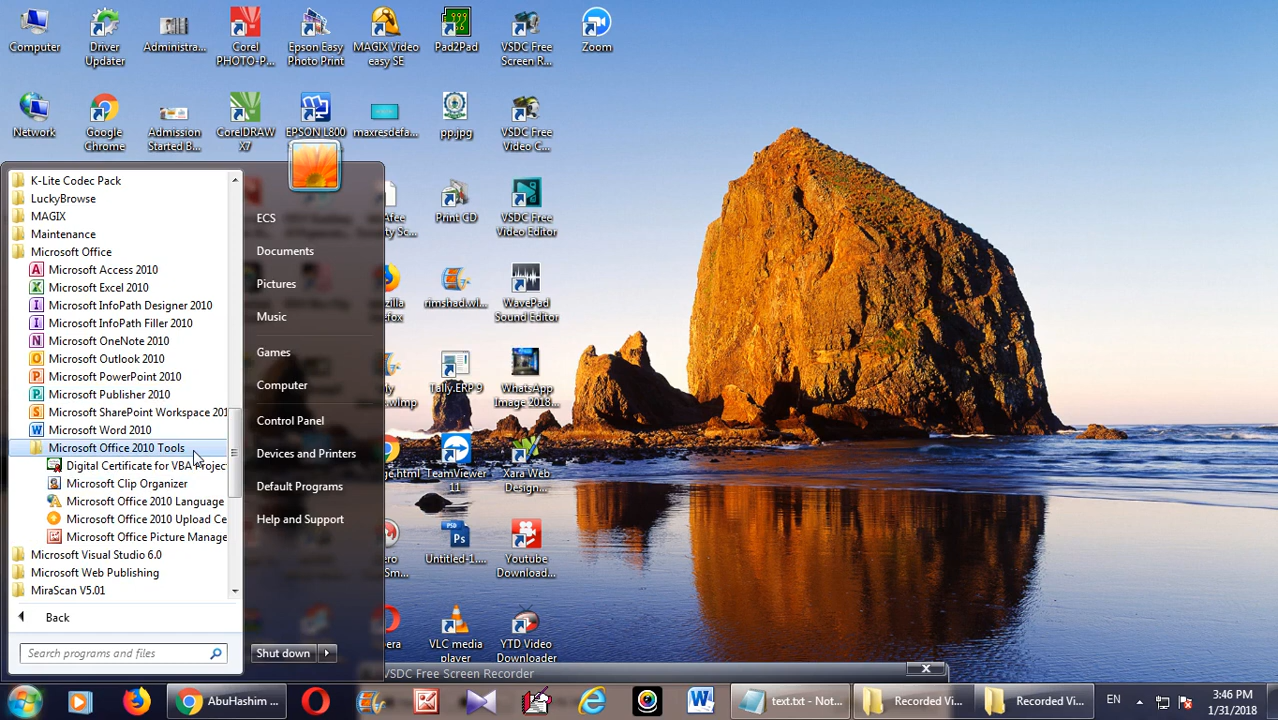 Computer
Driver
Updater
Administra...
Corel
PHOTO-P...
Epson Easy
Photo Print
MAGIX Video
easy SE
Pad2Pad
VSDC Free
Screen R...
Zoom
Network
Google
Chrome
Admission
Started B...
CorelDRAW
X7
EPSON L800
maxresdefa...
pp.jpg
VSDC Free
Video C...
Print CD
VSDC Free
Video Editor
rimshad.wl...
WavePad
Sound Editor
Tally.ERP 9
WhatsApp
Image 2018...
TeamViewer
11
Xara Web
Design...
Untitled-1....
Youtube
Download...
VLC media
player
YTD Video
Downloader
K-Lite Codec Pack
LuckyBrowse
MAGIX
Maintenance
Microsoft Office
Microsoft Access 2010
Microsoft Excel 2010
Microsoft InfoPath Designer 2010
Microsoft InfoPath Filler 2010
Microsoft OneNote 2010
Microsoft Outlook 2010
Microsoft PowerPoint 2010
Microsoft Publisher 2010
Microsoft SharePoint Workspace 201
Microsoft Word 2010
Microsoft Office 2010 Tools
Digital Certificate for VBA Project
Microsoft Clip Organizer
Microsoft Office 2010 Language
Microsoft Office 2010 Upload Ce
Microsoft Office Picture Manage
Microsoft Visual Studio 6.0
Microsoft Web Publishing
MiraScan V5.01
Back
Search programs and files
ECS
Documents
Pictures
Music
Games
Computer
Control Panel
Devices and Printers
Default Programs
Help and Support
Shut down
VSDC Free Screen Recorder
AbuHashim ...
text.txt - Not...
Recorded Vi...
Recorded Vi...
EN
3:46 PM
1/31/2018